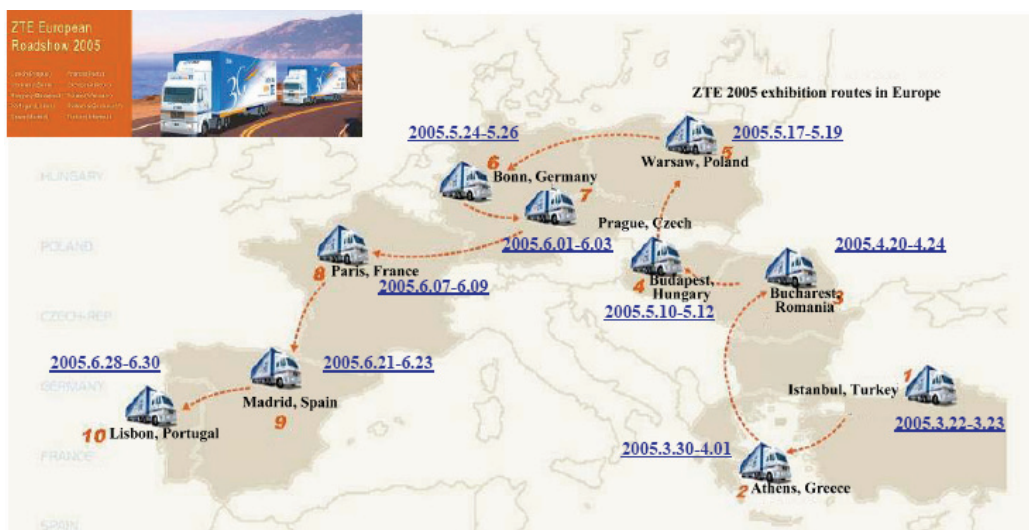 ZTE European
Roadshow 2005
ZTE 2005 exhibition routes in Europe
2005.5.24-5.26
2005.5.17-5.19
5
Warsaw, Poland
6
Bonn, Germany
HUNGARY
7
Prague, Czech
POLAND
2005.6.01-6.03
2005.4.20-4.24
8 Paris, France
4 Budapest,
Hungary
Bucharest, 3
Romania
2005.6.07-6.09
2005.5.10-5.12
CZECH-REP
2005.6.28-6.30
2005.6.21-6.23
1
GERMANY
Istanbul, Turkey
Madrid, Spain
9
2005.3.22-3.23
10 Lisbon, Portugal
2005.3.30-4.01
FRANCE
2 Athens, Greece
SPAIN